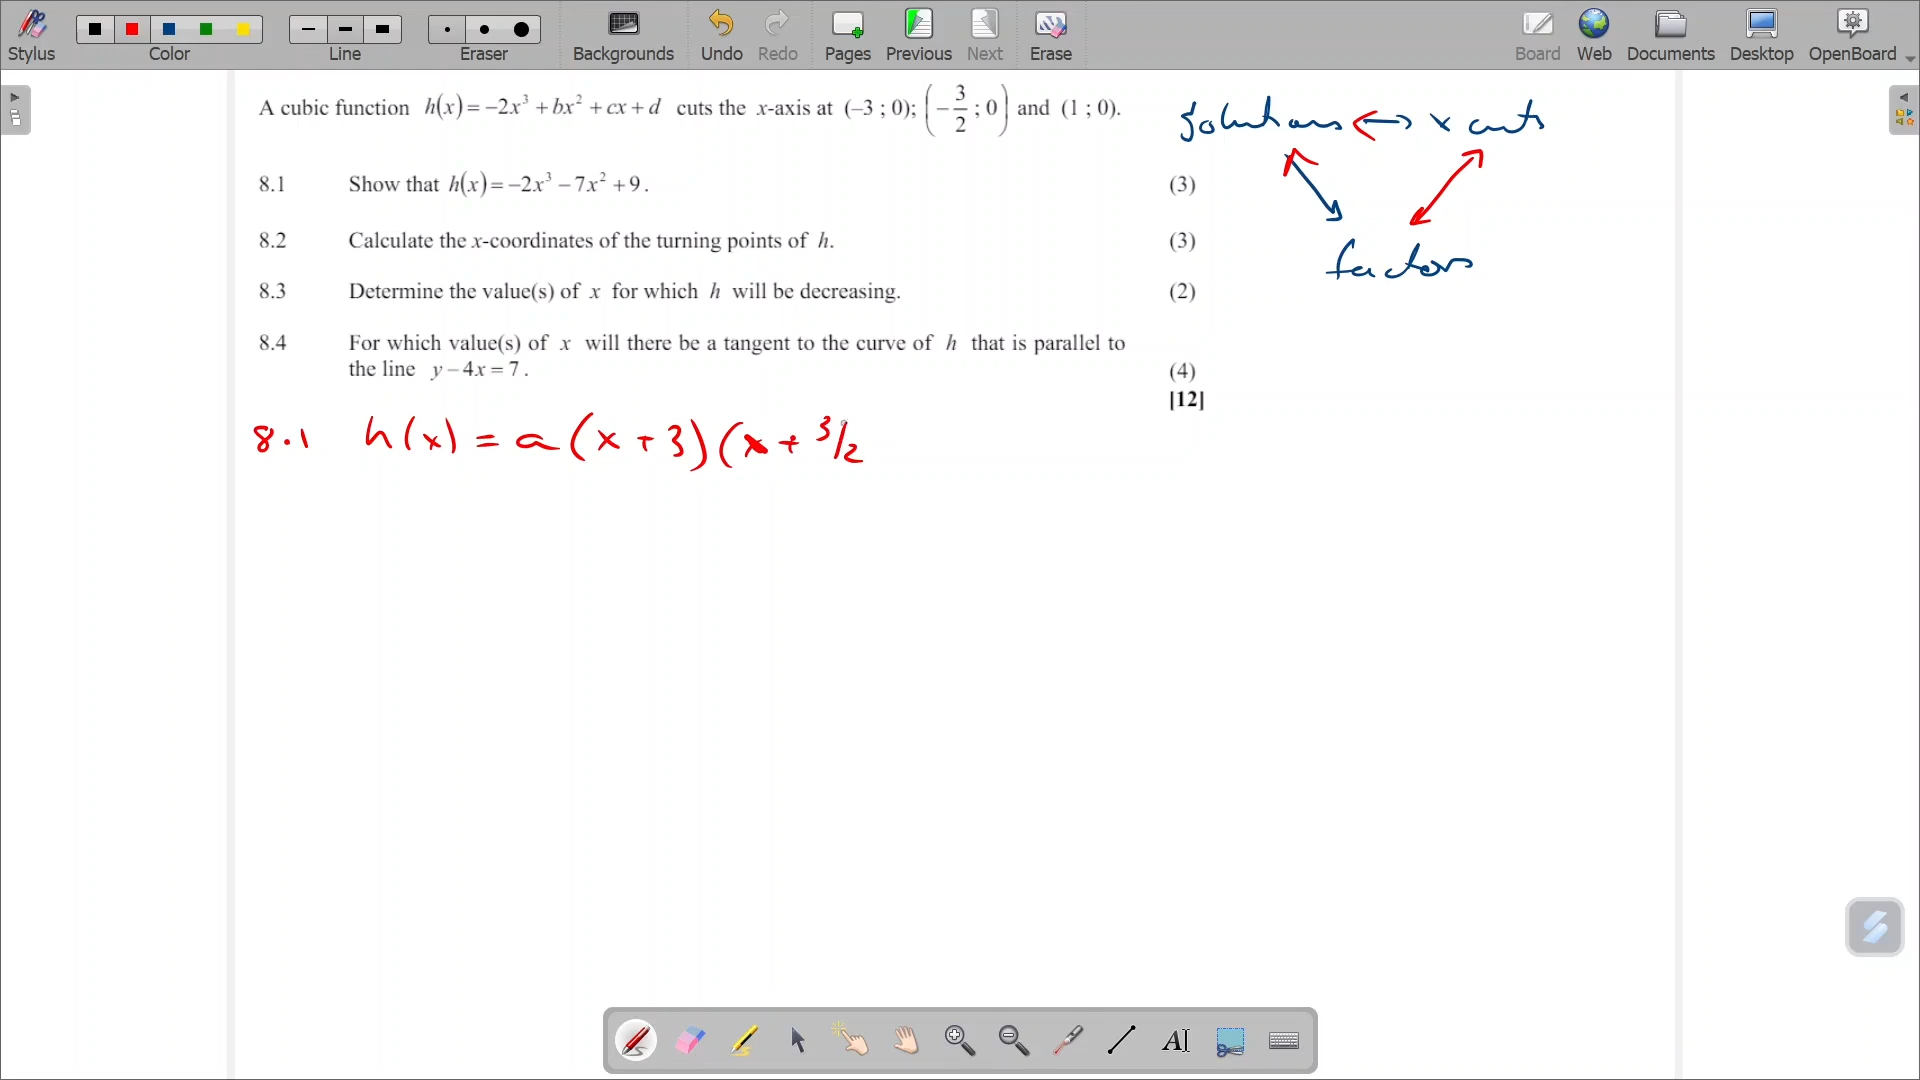 Stylus Color Line Eraser Backgrounds Undo Redo Pages Previous Next Erase Board Web Documents Desktop OpenBoard
A cubic function h(x) = −2x³ + bx² + cx + d cuts the x-axis at (−3 ; 0); (−3/2 ; 0) and (1 ; 0).
solutions ↔ x cuts
factors
8.1 Show that h(x) = −2x³ − 7x² + 9. (3)
8.2 Calculate the x-coordinates of the turning points of h. (3)
8.3 Determine the value(s) of x for which h will be decreasing. (2)
8.4 For which value(s) of x will there be a tangent to the curve of h that is parallel to
the line y − 4x = 7. (4)
[12]
8.1 h(x) = a(x + 3)(x + 3/2
AI